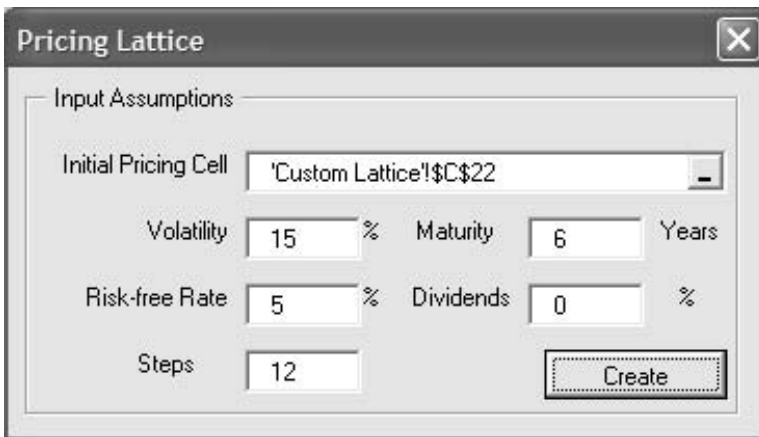 Pricing Lattice
Input Assumptions
Initial Pricing Cell 'Custom Lattice'!$C$22
Volatility 15 % Maturity 6 Years
Risk-free Rate 5 % Dividends 0 %
Steps 12 Create